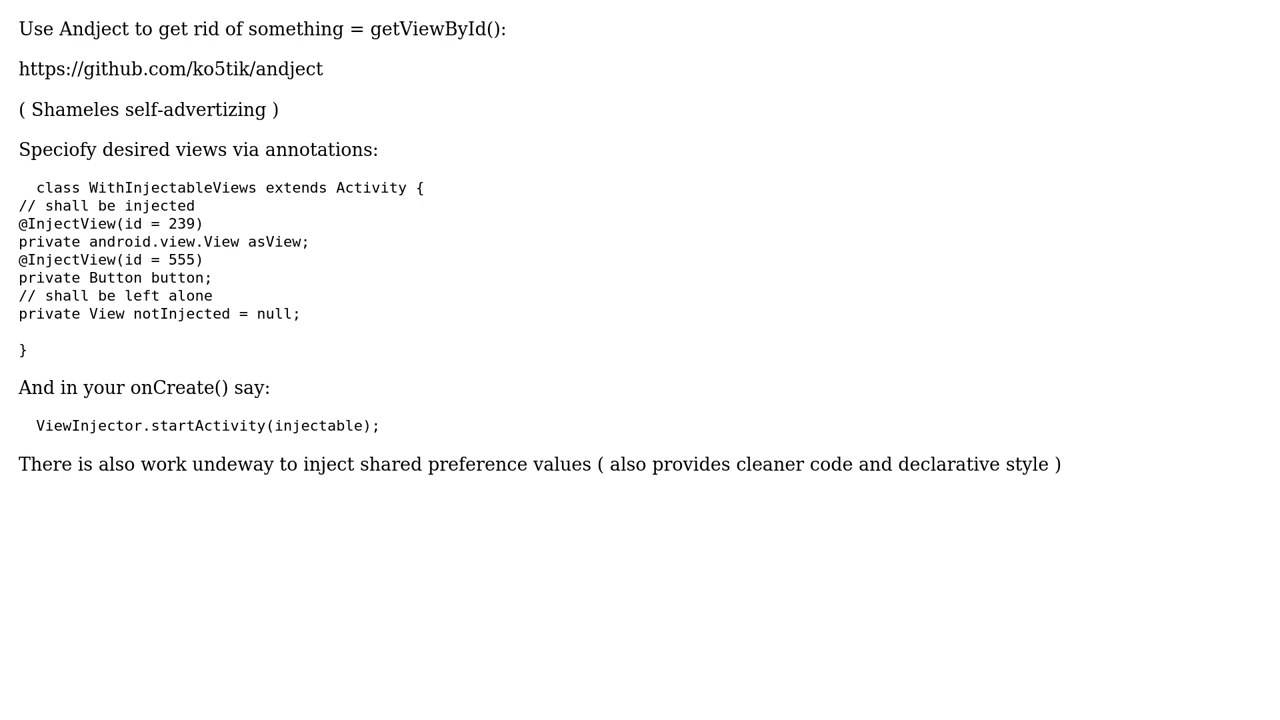 Use Andject to get rid of something = getViewById():
https://github.com/ko5tik/andject
( Shameles self-advertizing )
Speciofy desired views via annotations:
  class WithInjectableViews extends Activity {
// shall be injected
@InjectView(id = 239)
private android.view.View asView;
@InjectView(id = 555)
private Button button;
// shall be left alone
private View notInjected = null;
}
And in your onCreate() say:
  ViewInjector.startActivity(injectable);
There is also work undeway to inject shared preference values ( also provides cleaner code and declarative style )